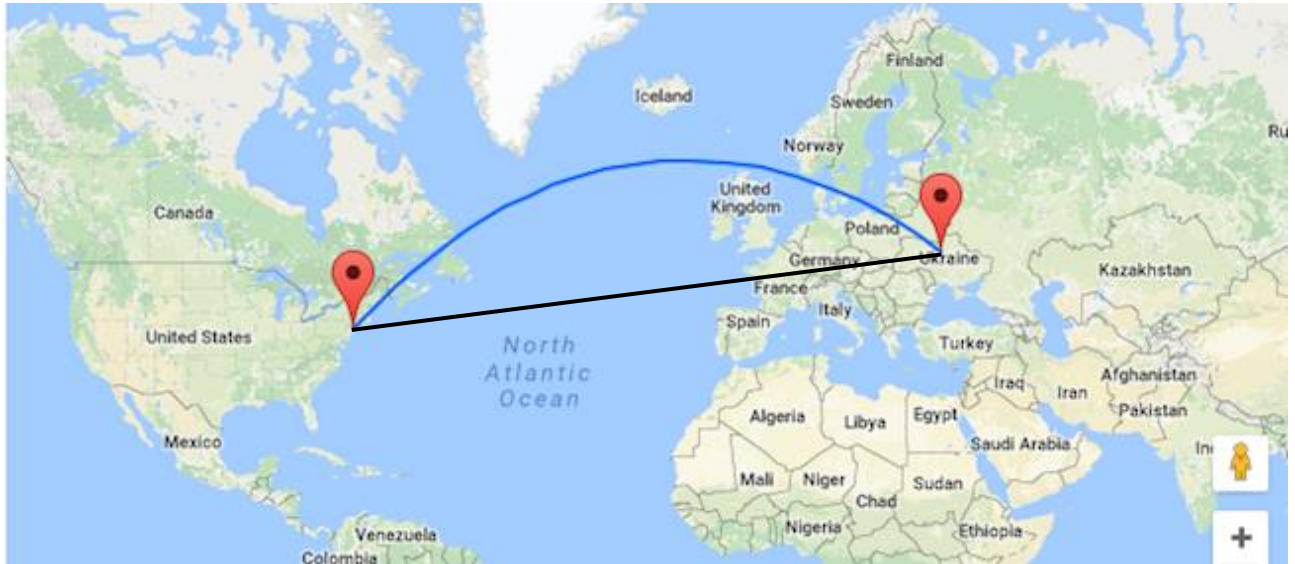 Finland
Iceland
Sweden
Norway
Ru
United
Kingdom
Canada
Poland
Germany
Ukraine
Kazakhstan
France
Italy
Spain
United States
Turkey
North
Atlantic
Ocean
Afghanistan
Iraq
Iran
Pakistan
Algeria
Libya
Egypt
Mexico
Saudi Arabia
In
Mali
Niger
Chad
Sudan
Nigeria
Ethiopia
Venezuela
Colombia
+